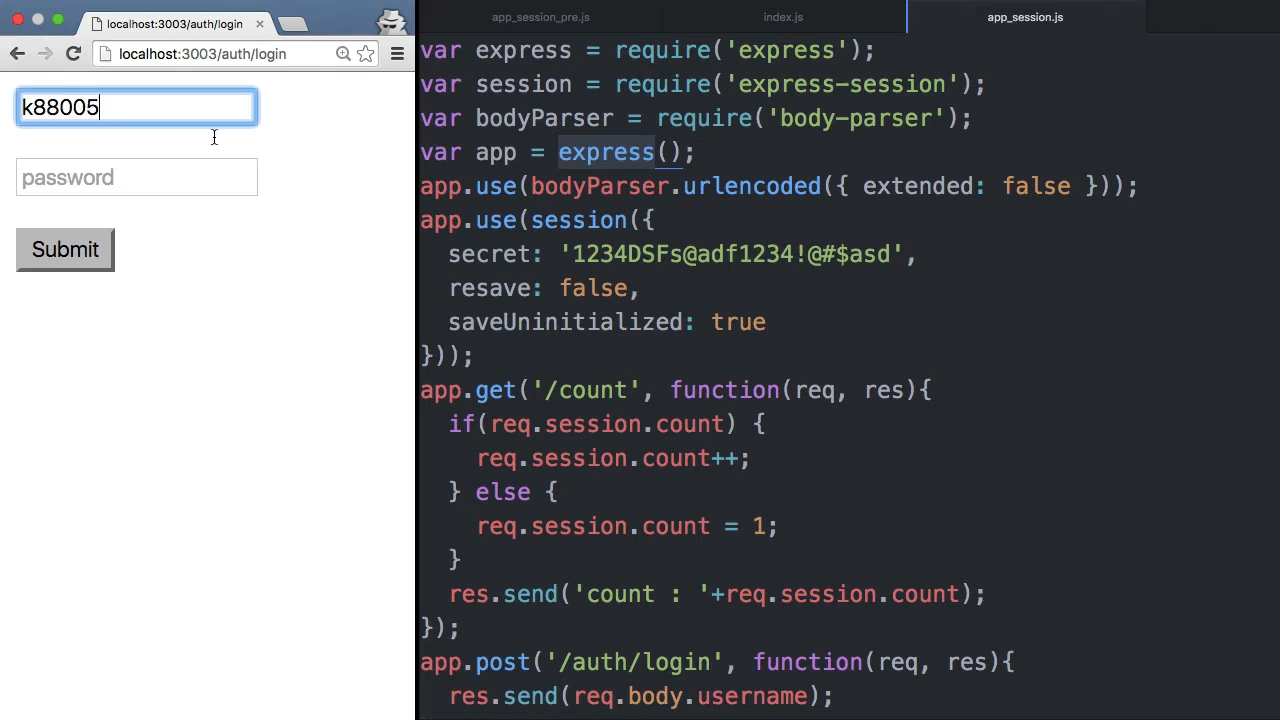 localhost:3003/auth/login
localhost:3003/auth/login
k88005
password
Submit
app_session_pre.js
index.js
app_session.js
var express = require('express');
var session = require('express-session');
var bodyParser = require('body-parser');
var app = express();
app.use(bodyParser.urlencoded({ extended: false }));
app.use(session({
  secret: '1234DSFs@adf1234!@#$asd',
  resave: false,
  saveUninitialized: true
}));
app.get('/count', function(req, res){
  if(req.session.count) {
    req.session.count++;
  } else {
    req.session.count = 1;
  }
  res.send('count : '+req.session.count);
});
app.post('/auth/login', function(req, res){
  res.send(req.body.username);